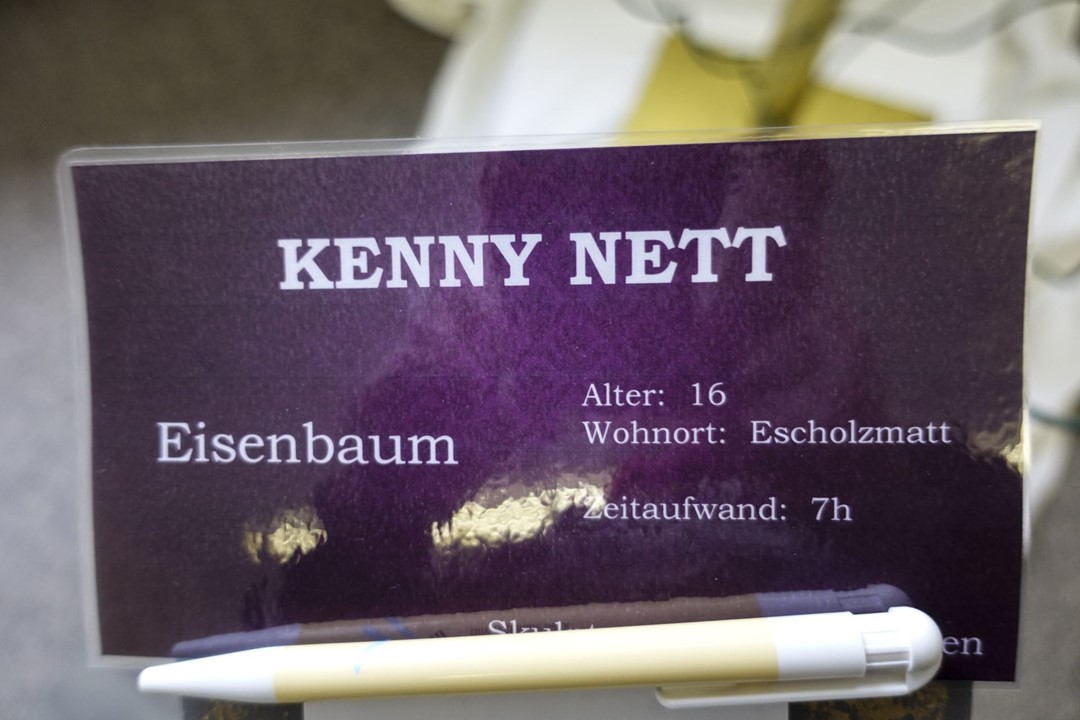 KENNY NETT
Eisenbaum
Alter: 16
Wohnort: Escholzmatt
Zeitaufwand: 7h